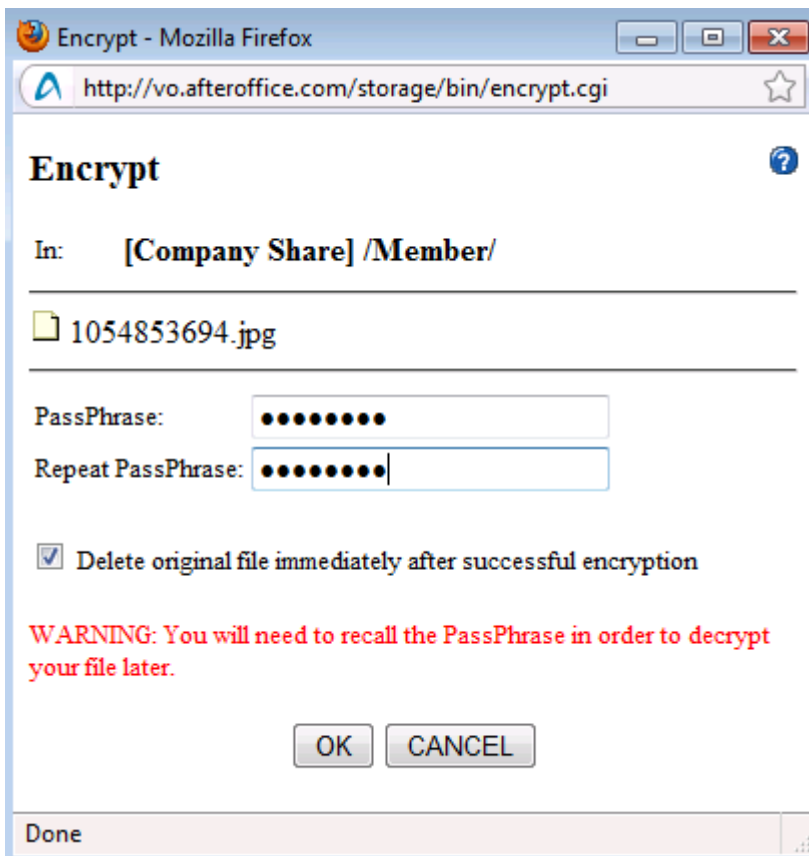 Encrypt - Mozilla Firefox
http://vo.afteroffice.com/storage/bin/encrypt.cgi
Encrypt
In: [Company Share] /Member/
1054853694.jpg
PassPhrase: ●●●●●●●●
Repeat PassPhrase: ●●●●●●●●
Delete original file immediately after successful encryption
WARNING: You will need to recall the PassPhrase in order to decrypt
your file later.
OK CANCEL
Done